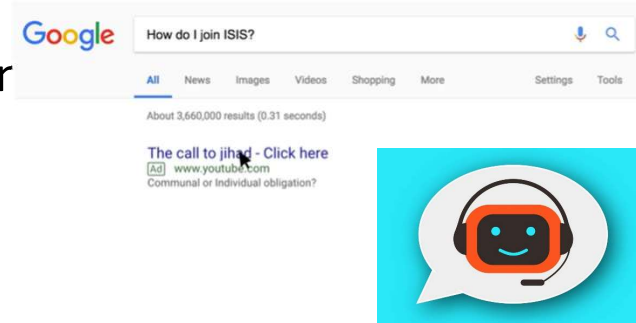 Google How do I join ISIS?
r
All News Images Videos Shopping More Settings Tools
About 3,660,000 results (0.31 seconds)
The call to jihad - Click here
Ad www.youtube.com
Communal or Individual obligation?